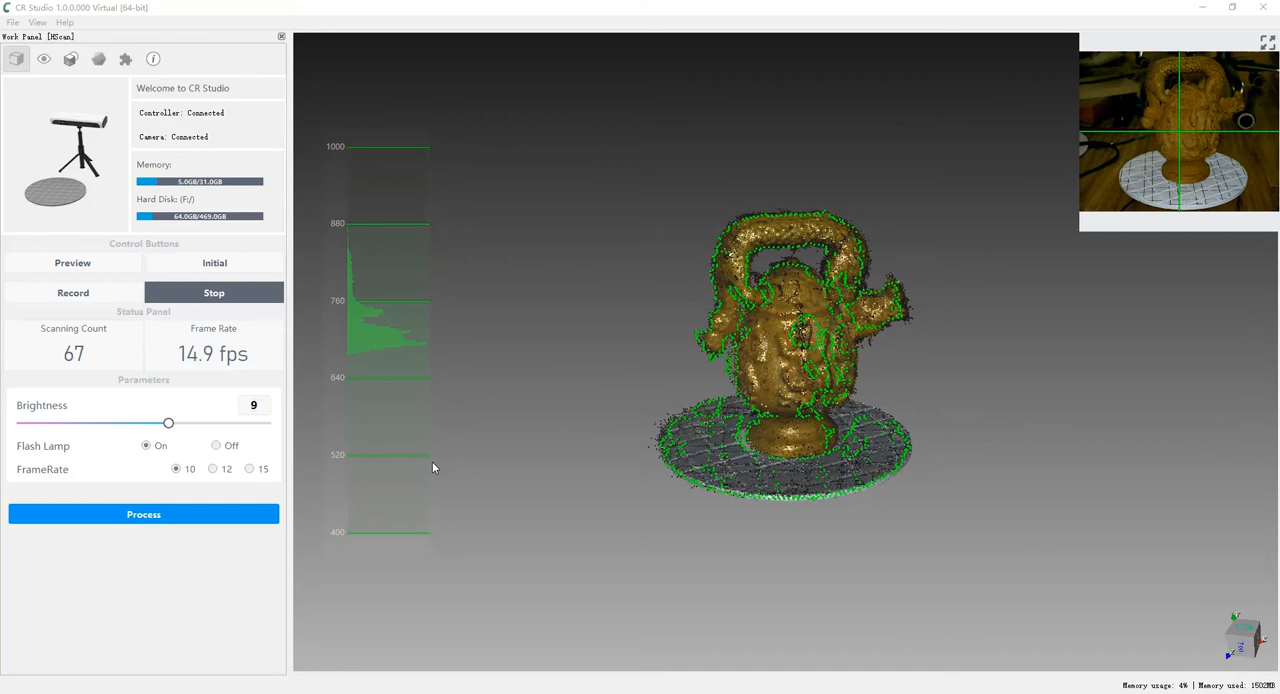 CR Studio 1.0.0.000 Virtual [64-bit]
File View Help
Work Panel [HScan]
Welcome to CR Studio
Controller: Connected
Camera: Connected
Memory:
5.0GB/31.0GB
Hard Disk: (F:/)
64.0GB/469.0GB
Control Buttons
Preview Initial
Record Stop
Status Panel
Scanning Count Frame Rate
67 14.9 fps
Parameters
Brightness 9
Flash Lamp On Off
FrameRate 10 12 15
Process
1000
880
760
640
520
400
Memory usage: 4% | Memory used: 1502MB